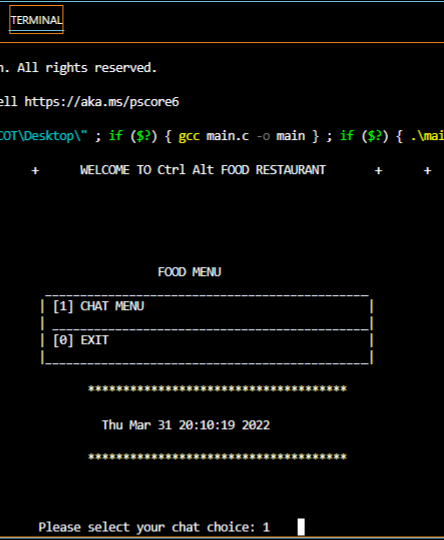 TERMINAL
n. All rights reserved.
ell https://aka.ms/pscore6
COT\Desktop\" ; if ($?) { gcc main.c -o main } ; if ($?) { .\mai
+ WELCOME TO Ctrl Alt FOOD RESTAURANT + +
FOOD MENU
[1] CHAT MENU
[0] EXIT
*************************************
Thu Mar 31 20:10:19 2022
*************************************
Please select your chat choice: 1